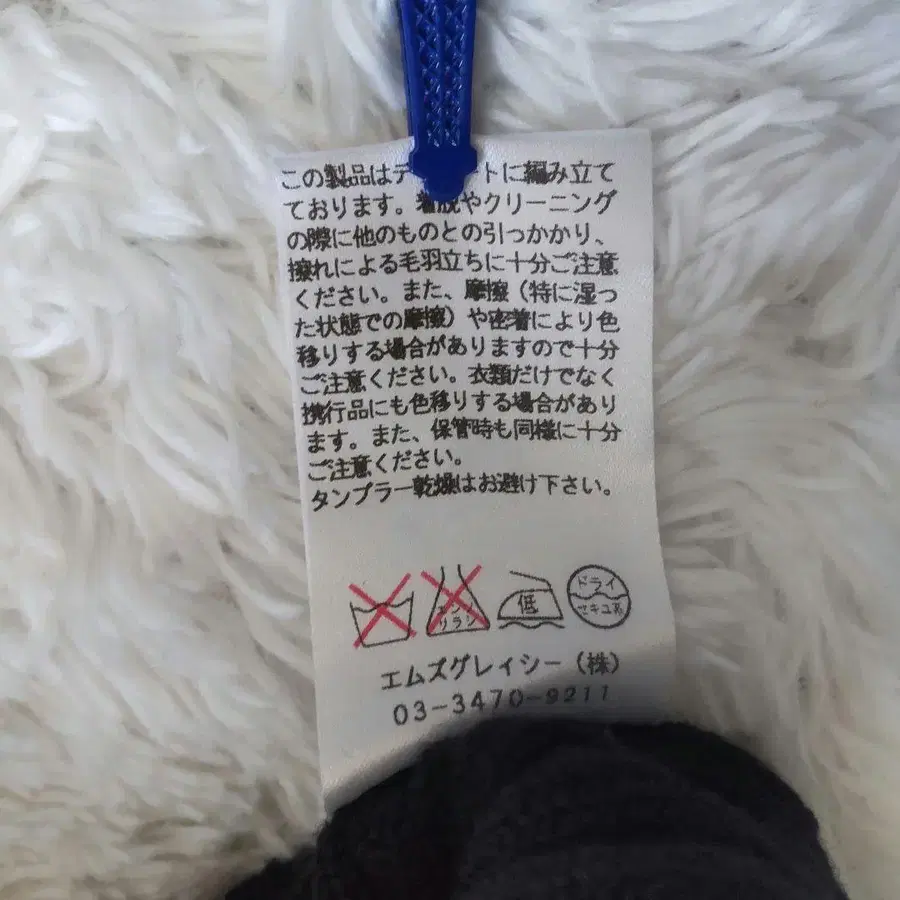 この製品はデ ートに編み立て
ております。着脱やクリーニング
の際に他のものとの引っかかり、
擦れによる毛羽立ちに十分ご注意
ください。また、摩擦（特に湿っ
た状態での摩擦）や密着により色
移りする場合がありますので十分
ご注意ください。衣類だけでなく
携行品にも色移りする場合があり
ます。また、保管時も同様に十分
ご注意ください。
タンブラー乾燥はお避け下さい。
エンソ
サラシ
低
ドライ
セキユ系
エムズグレイシー（株）
03-3470-9211